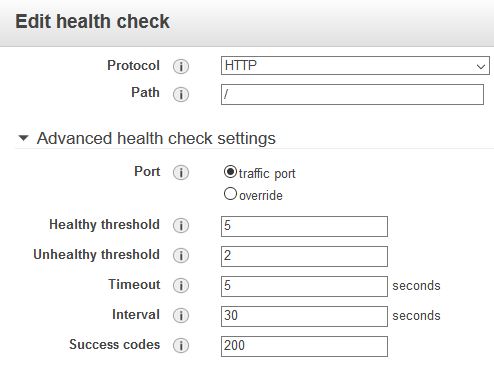 Edit health check
Protocol i HTTP
Path i /
Advanced health check settings
Port i traffic port
override
Healthy threshold i 5
Unhealthy threshold i 2
Timeout i 5 seconds
Interval i 30 seconds
Success codes i 200